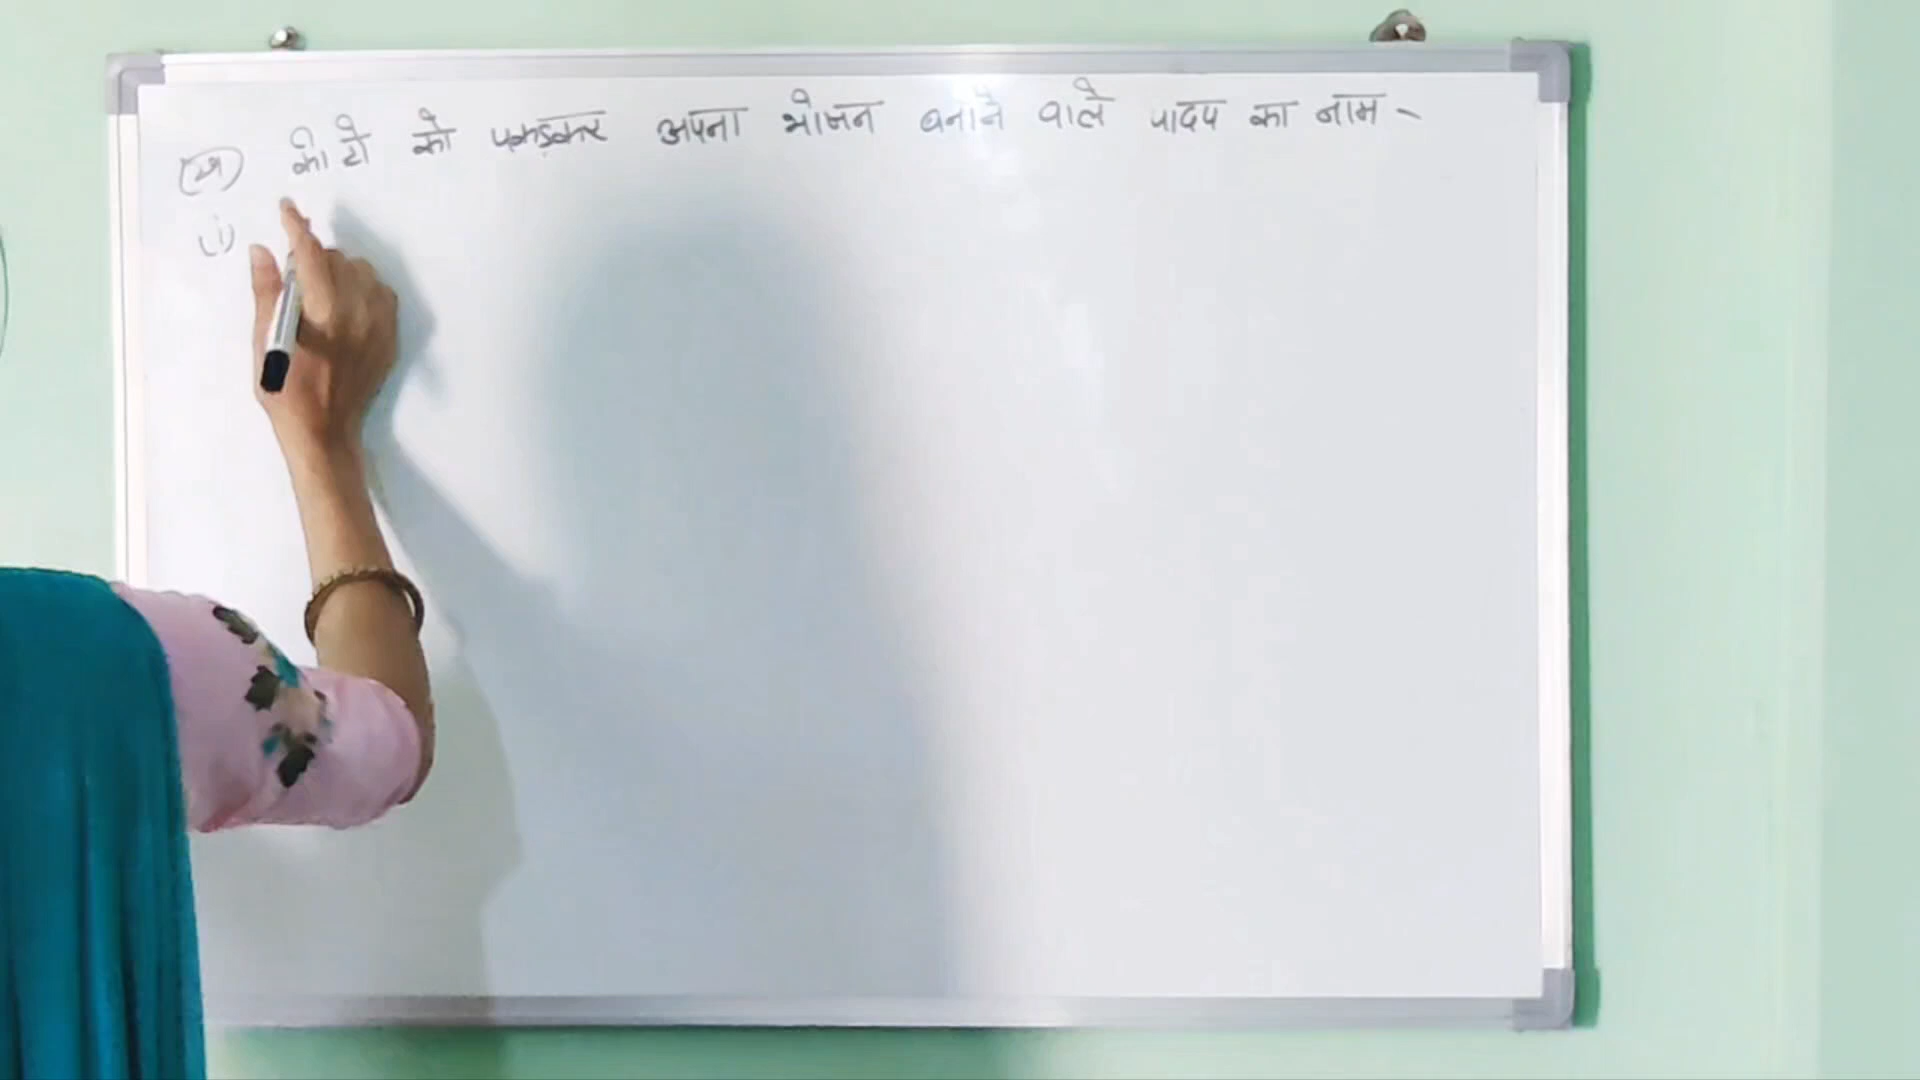 (ख) कीटो को पकड़कर अपना भोजन बनाने वाले पादप का नाम -
(i)